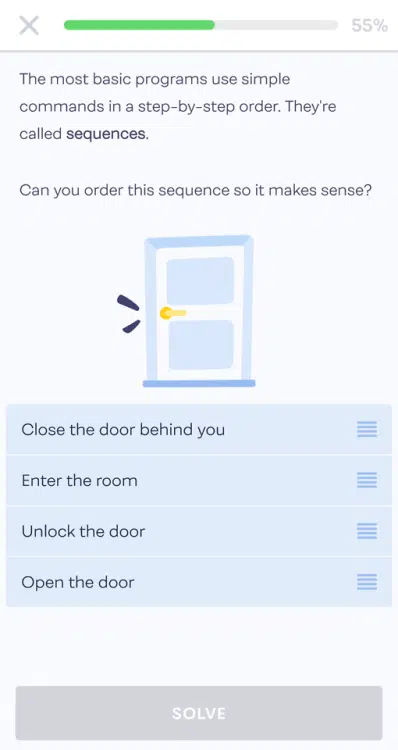 55%
The most basic programs use simple
commands in a step-by-step order. They're
called sequences.
Can you order this sequence so it makes sense?
Close the door behind you
Enter the room
Unlock the door
Open the door
SOLVE